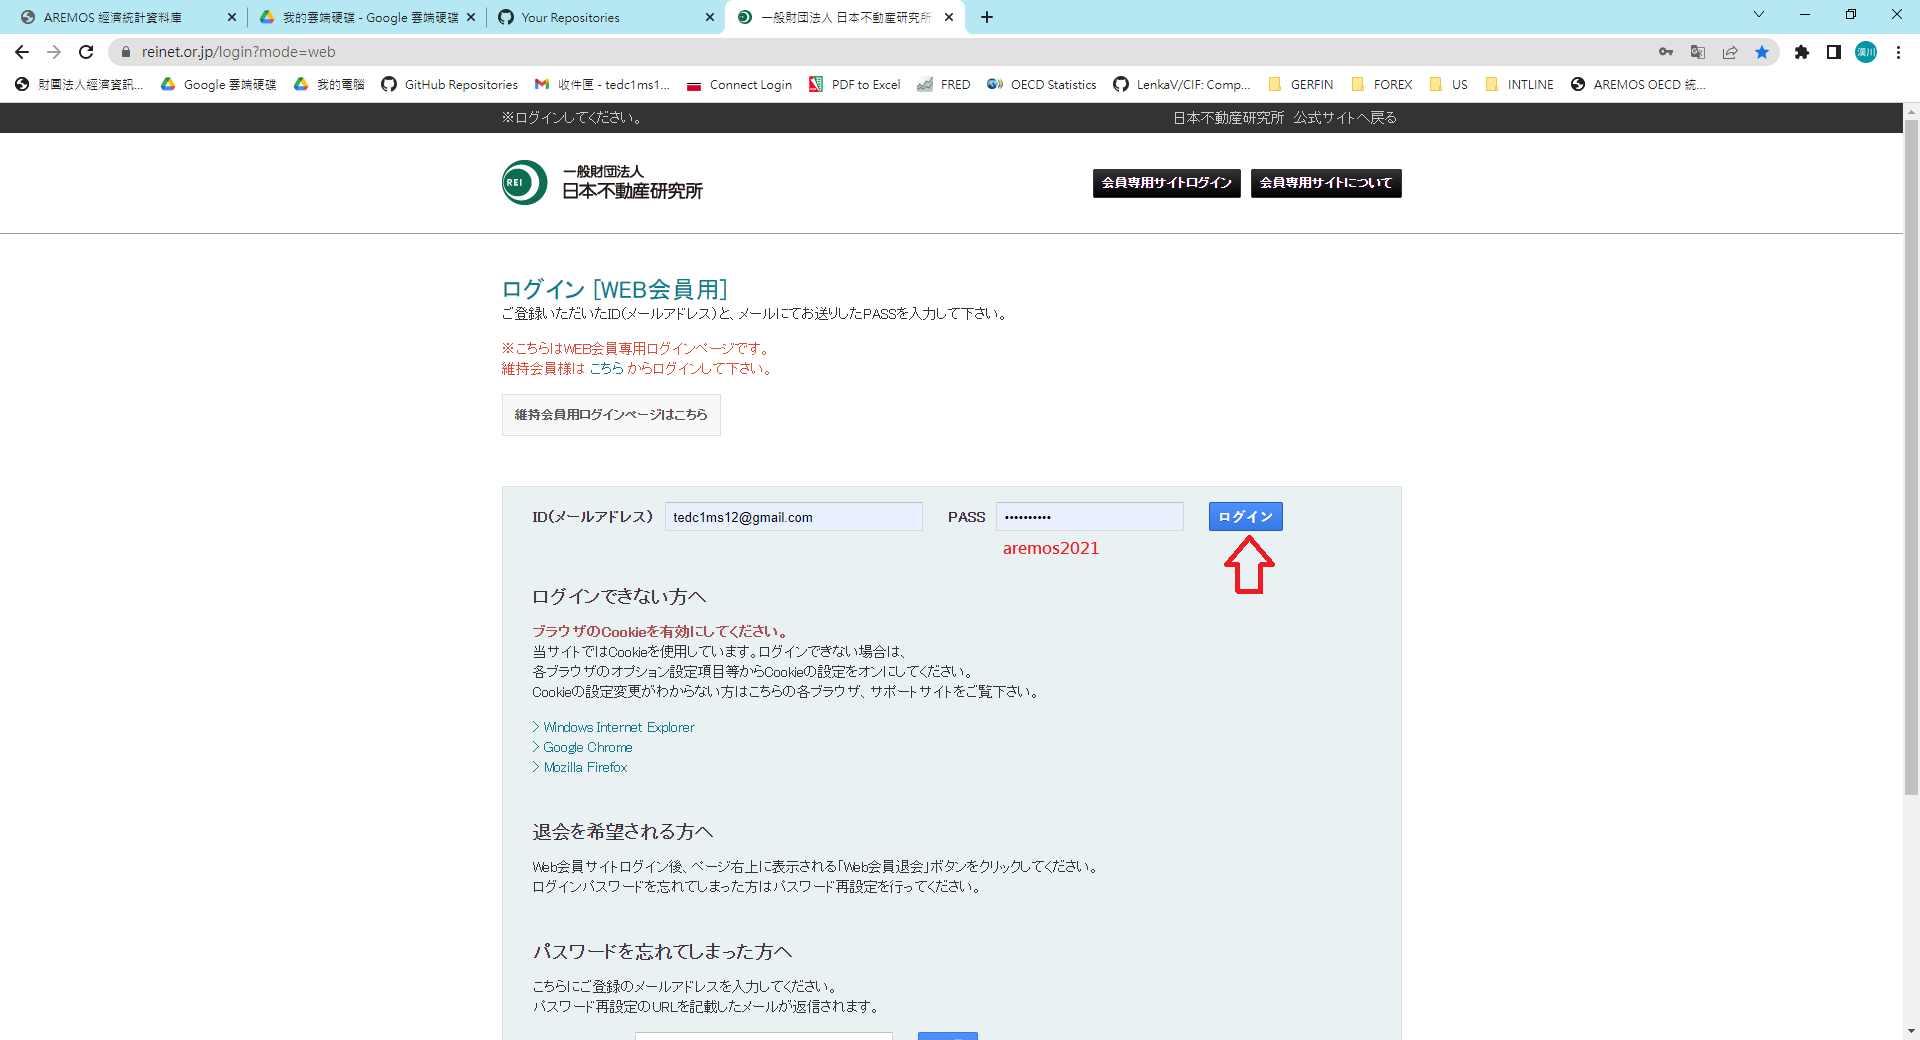 AREMOS 經濟統計資料庫
我的雲端硬碟 - Google 雲端硬碟
Your Repositories
一般財団法人 日本不動産研究所
reinet.or.jp/login?mode=web
漢川
財團法人經濟資訊...
Google 雲端硬碟
我的電腦
GitHub Repositories
收件匣 - tedc1ms1...
Connect Login
PDF to Excel
FRED
OECD Statistics
LenkaV/CIF: Comp...
GERFIN
FOREX
US
INTLINE
AREMOS OECD 統...
※ログインしてください。
日本不動産研究所 公式サイトへ戻る
REI
一般財団法人
日本不動産研究所
会員専用サイトログイン
会員専用サイトについて
ログイン [WEB会員用]
ご登録いただいたID(メールアドレス)と、メールにてお送りしたPASSを入力して下さい。
※こちらはWEB会員専用ログインページです。
維持会員様は こちら からログインして下さい。
維持会員用ログインページはこちら
ID(メールアドレス)
tedc1ms12@gmail.com
PASS
••••••••••
ログイン
aremos2021
ログインできない方へ
ブラウザのCookieを有効にしてください。
当サイトではCookieを使用しています。ログインできない場合は、
各ブラウザのオプション設定項目等からCookieの設定をオンにしてください。
Cookieの設定変更がわからない方はこちらの各ブラウザ、サポートサイトをご覧下さい。
> Windows Internet Explorer
> Google Chrome
> Mozilla Firefox
退会を希望される方へ
Web会員サイトログイン後、ページ右上に表示される「Web会員退会」ボタンをクリックしてください。
ログインパスワードを忘れてしまった方はパスワード再設定を行ってください。
パスワードを忘れてしまった方へ
こちらにご登録のメールアドレスを入力してください。
パスワード再設定のURLを記載したメールが返信されます。